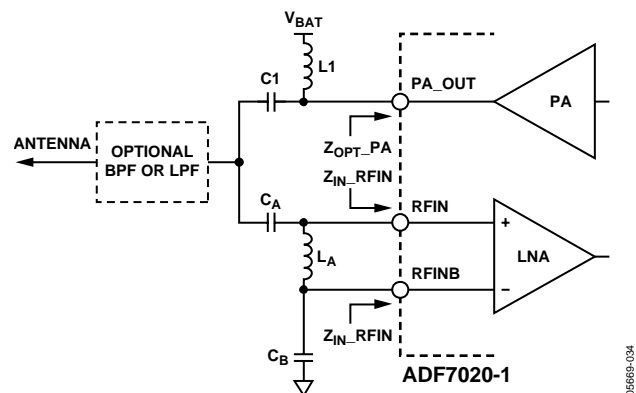 VBAT
L1
C1
PA_OUT
PA
ANTENNA
OPTIONAL
BPF OR LPF
ZOPT_PA
ZIN_RFIN
CA
RFIN
+
LA
LNA
RFINB
–
ZIN_RFIN
CB
ADF7020-1
05669-034